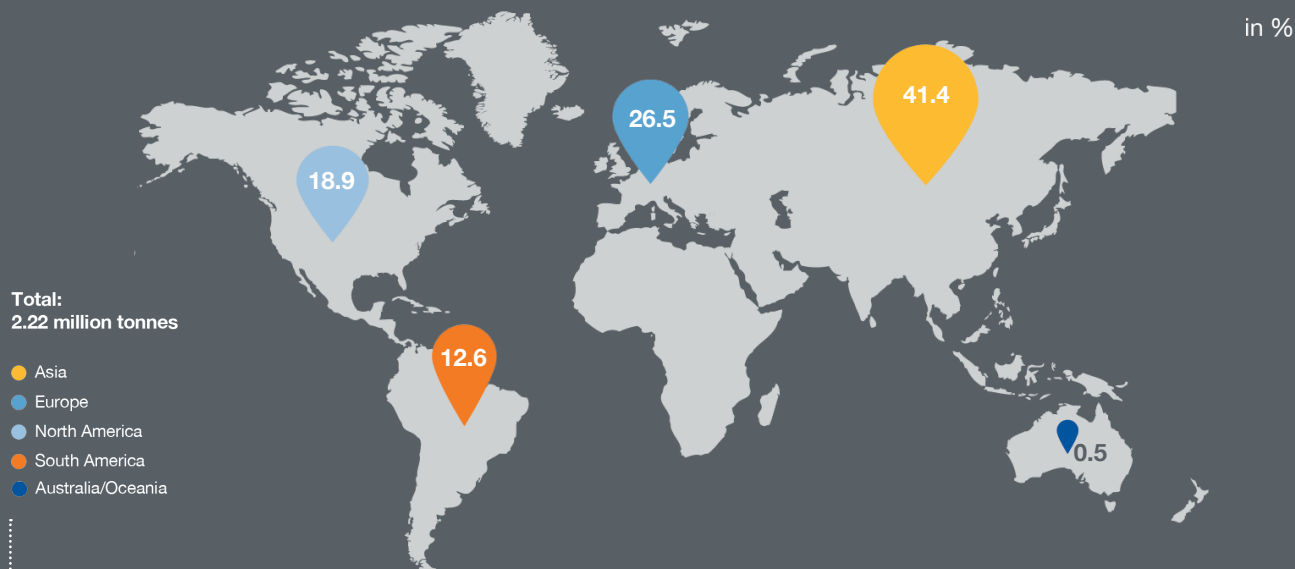 in %
41.4
26.5
18.9
12.6
0.5
Total:
2.22 million tonnes
Asia
Europe
North America
South America
Australia/Oceania